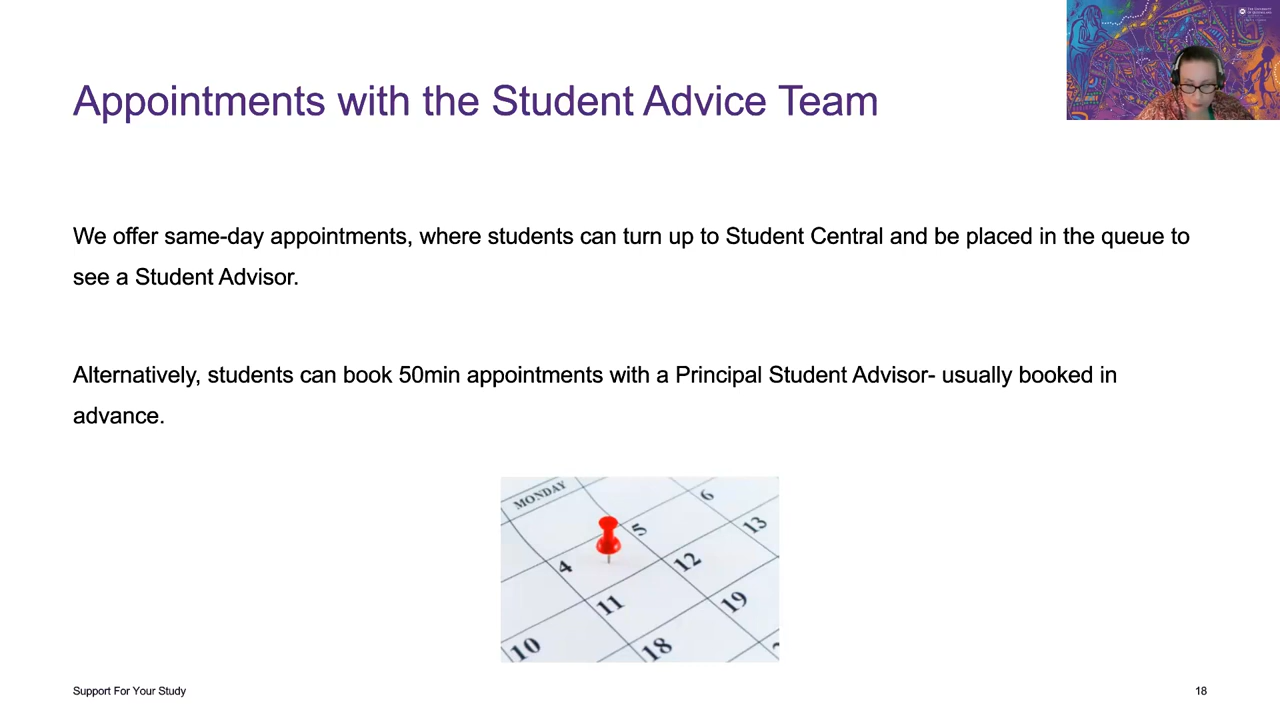 Appointments with the Student Advice Team
We offer same-day appointments, where students can turn up to Student Central and be placed in the queue to
see a Student Advisor.
Alternatively, students can book 50min appointments with a Principal Student Advisor- usually booked in
advance.
MONDAY
6
5
13
4
12
11
19
10
18
Support For Your Study
18